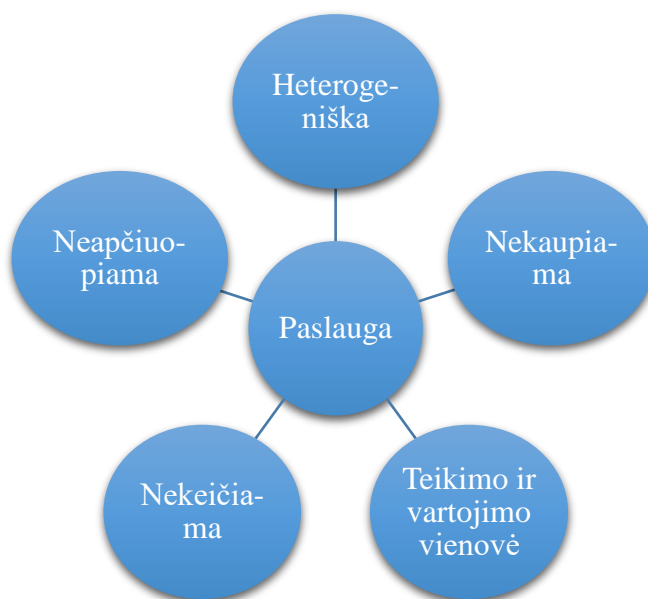 Heteroge-
niška
Neapčiuo-
piama
Nekaupia-
ma
Paslauga
Nekeičia-
ma
Teikimo ir
vartojimo
vienovė